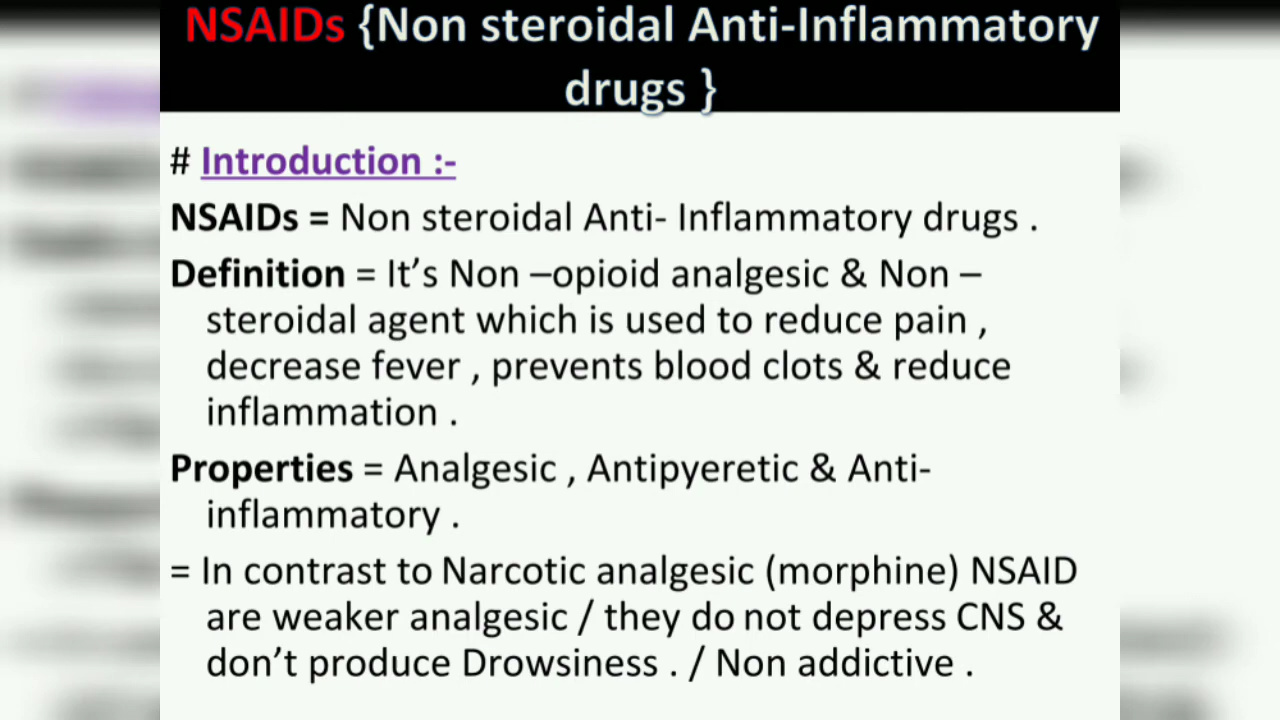 NSAIDs {Non steroidal Anti-Inflammatory
drugs }
# Introduction :-
NSAIDs = Non steroidal Anti- Inflammatory drugs .
Definition = It’s Non –opioid analgesic & Non –
steroidal agent which is used to reduce pain ,
decrease fever , prevents blood clots & reduce
inflammation .
Properties = Analgesic , Antipyeretic & Anti-
inflammatory .
= In contrast to Narcotic analgesic (morphine) NSAID
are weaker analgesic / they do not depress CNS &
don’t produce Drowsiness . / Non addictive .